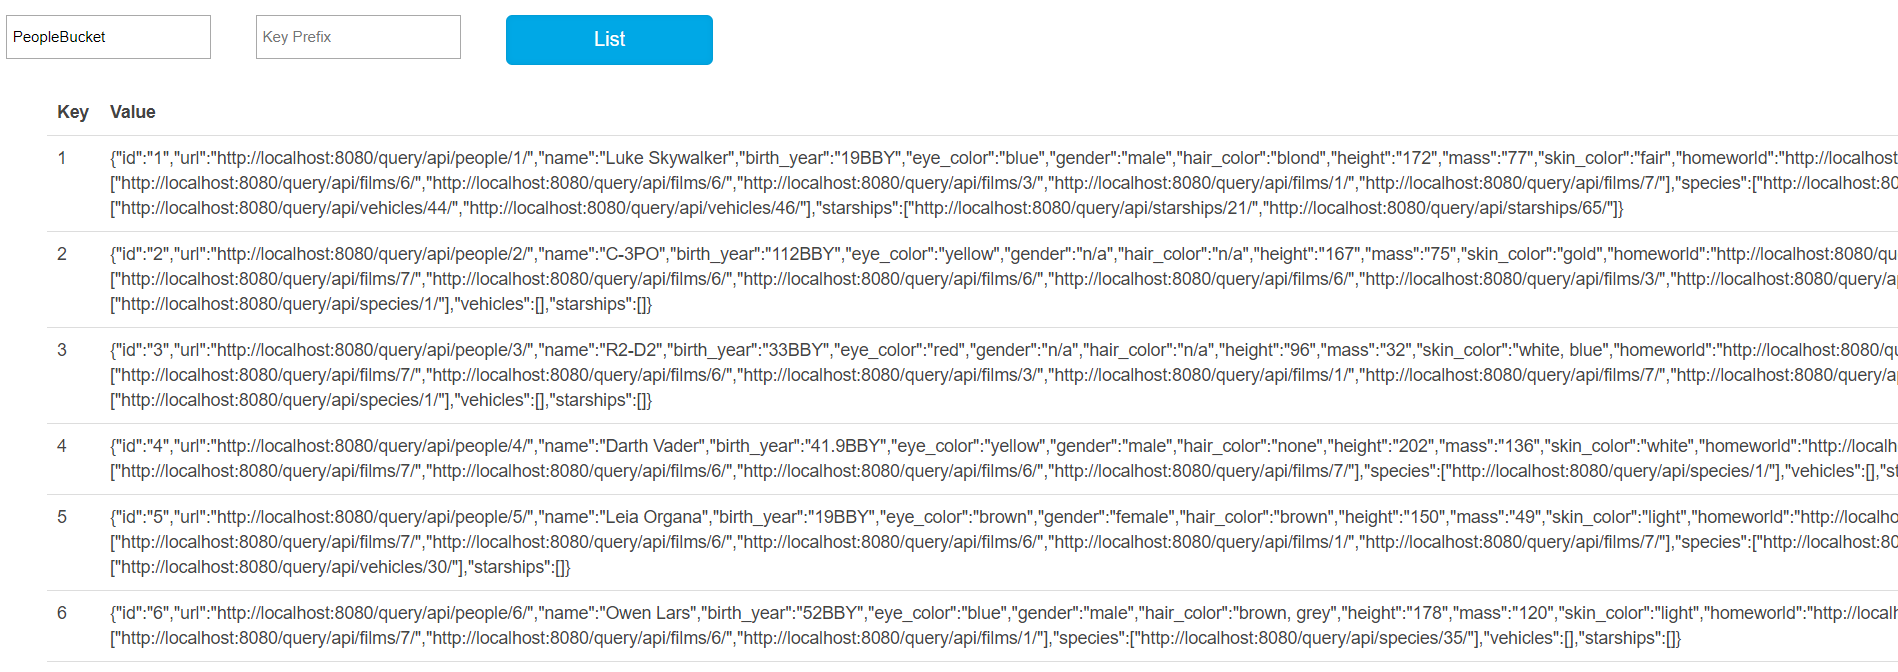 PeopleBucket Key Prefix List
Key Value
1 {"id":"1","url":"http://localhost:8080/query/api/people/1/","name":"Luke Skywalker","birth_year":"19BBY","eye_color":"blue","gender":"male","hair_color":"blond","height":"172","mass":"77","skin_color":"fair","homeworld":"http://localhost
["http://localhost:8080/query/api/films/6/","http://localhost:8080/query/api/films/6/","http://localhost:8080/query/api/films/3/","http://localhost:8080/query/api/films/1/","http://localhost:8080/query/api/films/7/"],"species":["http://localhost:80
["http://localhost:8080/query/api/vehicles/44/","http://localhost:8080/query/api/vehicles/46/"],"starships":["http://localhost:8080/query/api/starships/21/","http://localhost:8080/query/api/starships/65/"]}
2 {"id":"2","url":"http://localhost:8080/query/api/people/2/","name":"C-3PO","birth_year":"112BBY","eye_color":"yellow","gender":"n/a","hair_color":"n/a","height":"167","mass":"75","skin_color":"gold","homeworld":"http://localhost:8080/qu
["http://localhost:8080/query/api/films/7/","http://localhost:8080/query/api/films/6/","http://localhost:8080/query/api/films/6/","http://localhost:8080/query/api/films/3/","http://localhost:8080/query/ap
["http://localhost:8080/query/api/species/1/"],"vehicles":[],"starships":[]}
3 {"id":"3","url":"http://localhost:8080/query/api/people/3/","name":"R2-D2","birth_year":"33BBY","eye_color":"red","gender":"n/a","hair_color":"n/a","height":"96","mass":"32","skin_color":"white, blue","homeworld":"http://localhost:8080/qu
["http://localhost:8080/query/api/films/7/","http://localhost:8080/query/api/films/6/","http://localhost:8080/query/api/films/3/","http://localhost:8080/query/api/films/1/","http://localhost:8080/query/api/films/7/","http://localhost:8080/query/ap
["http://localhost:8080/query/api/species/1/"],"vehicles":[],"starships":[]}
4 {"id":"4","url":"http://localhost:8080/query/api/people/4/","name":"Darth Vader","birth_year":"41.9BBY","eye_color":"yellow","gender":"male","hair_color":"none","height":"202","mass":"136","skin_color":"white","homeworld":"http://localh
["http://localhost:8080/query/api/films/7/","http://localhost:8080/query/api/films/6/","http://localhost:8080/query/api/films/6/","http://localhost:8080/query/api/films/7/"],"species":["http://localhost:8080/query/api/species/1/"],"vehicles":[],"st
5 {"id":"5","url":"http://localhost:8080/query/api/people/5/","name":"Leia Organa","birth_year":"19BBY","eye_color":"brown","gender":"female","hair_color":"brown","height":"150","mass":"49","skin_color":"light","homeworld":"http://localho
["http://localhost:8080/query/api/films/7/","http://localhost:8080/query/api/films/6/","http://localhost:8080/query/api/films/6/","http://localhost:8080/query/api/films/1/","http://localhost:8080/query/api/films/7/"],"species":["http://localhost:80
["http://localhost:8080/query/api/vehicles/30/"],"starships":[]}
6 {"id":"6","url":"http://localhost:8080/query/api/people/6/","name":"Owen Lars","birth_year":"52BBY","eye_color":"blue","gender":"male","hair_color":"brown, grey","height":"178","mass":"120","skin_color":"light","homeworld":"http://localh
["http://localhost:8080/query/api/films/7/","http://localhost:8080/query/api/films/6/","http://localhost:8080/query/api/films/1/"],"species":["http://localhost:8080/query/api/species/35/"],"vehicles":[],"starships":[]}